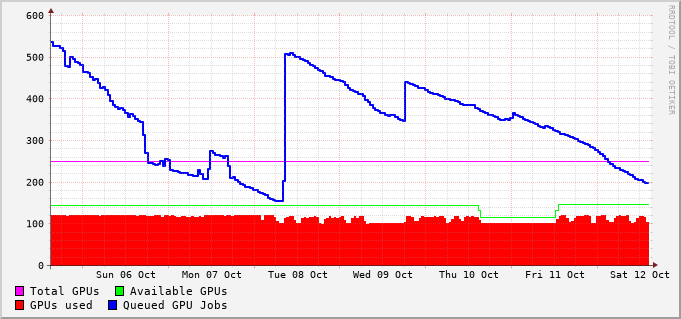 600
500
400
300
200
100
0
Sun 06 Oct Mon 07 Oct Tue 08 Oct Wed 09 Oct Thu 10 Oct Fri 11 Oct Sat 12 Oct
Total GPUs Available GPUs
GPUs used Queued GPU Jobs
RRDTOOL / TOBI OETIKER